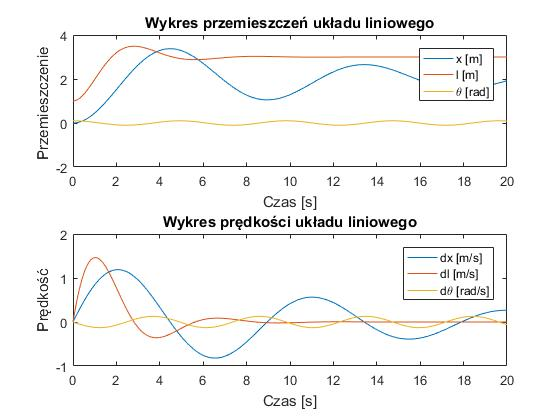 Wykres przemieszczeń układu liniowego
Przemieszczenie
4
2
0
-2
x [m]
l [m]
θ [rad]
0 2 4 6 8 10 12 14 16 18 20
Czas [s]
Wykres prędkości układu liniowego
Prędkość
2
1
0
-1
dx [m/s]
dl [m/s]
dθ [rad/s]
0 2 4 6 8 10 12 14 16 18 20
Czas [s]